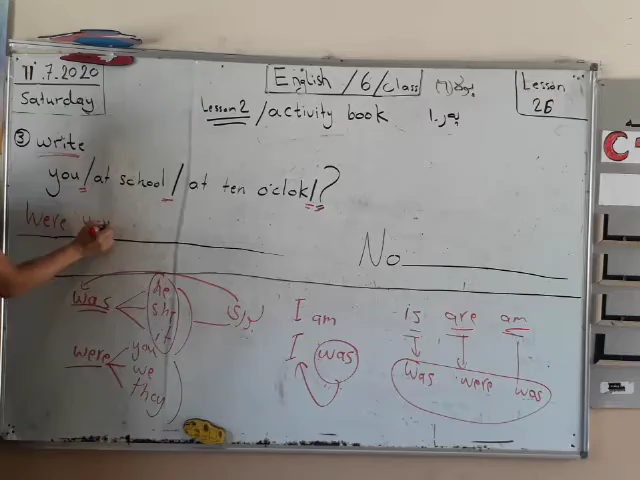 11.7.2020
Saturday
English / 6 / class
Lesson 26
Lesson 2 / activity book
③ write
you / at school / at ten o'clok / ?
Were you
No
was he she it
were you we they
I am
I was
is are am
was were was